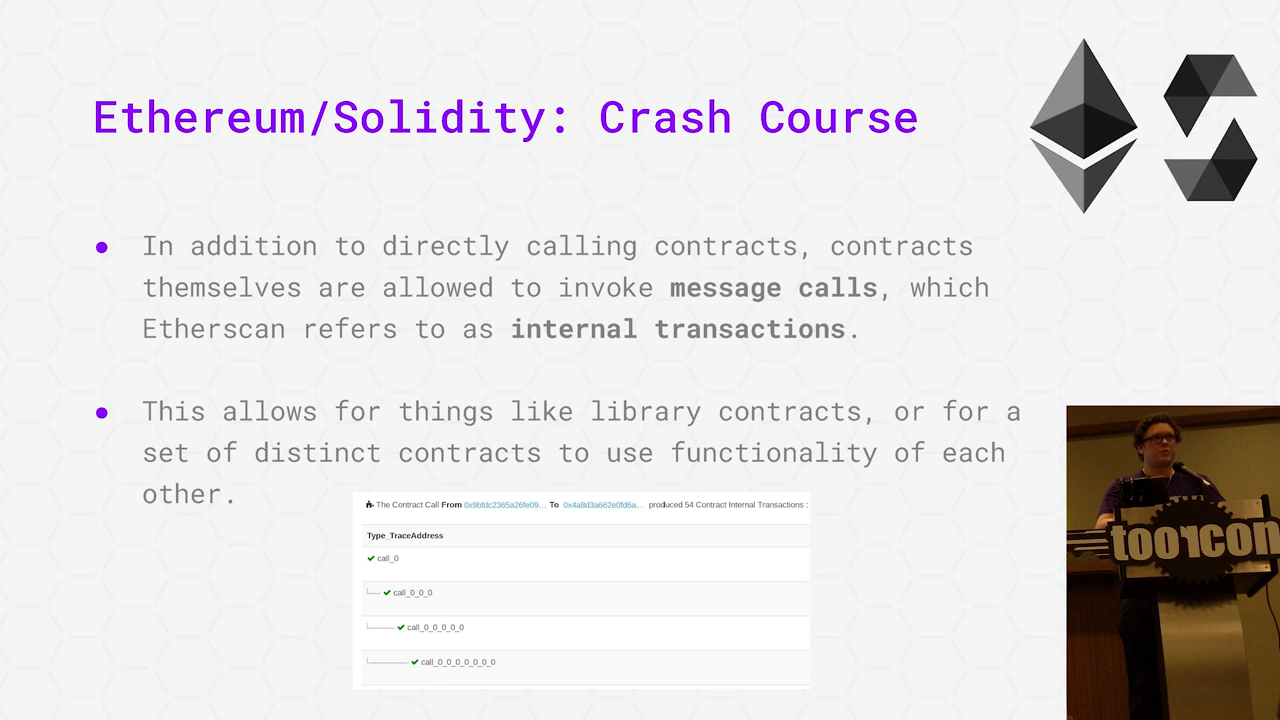 Ethereum/Solidity: Crash Course
● In addition to directly calling contracts, contracts
themselves are allowed to invoke message calls, which
Etherscan refers to as internal transactions.
● This allows for things like library contracts, or for a
set of distinct contracts to use functionality of each
other.
The Contract Call From 0x9bfdc2365a26fe09... To 0x4a8d3a662e0fd6a... produced 54 Contract Internal Transactions :
Type_TraceAddress
call_0
call_0_0_0
call_0_0_0_0_0
call_0_0_0_0_0_0_0
toorcon